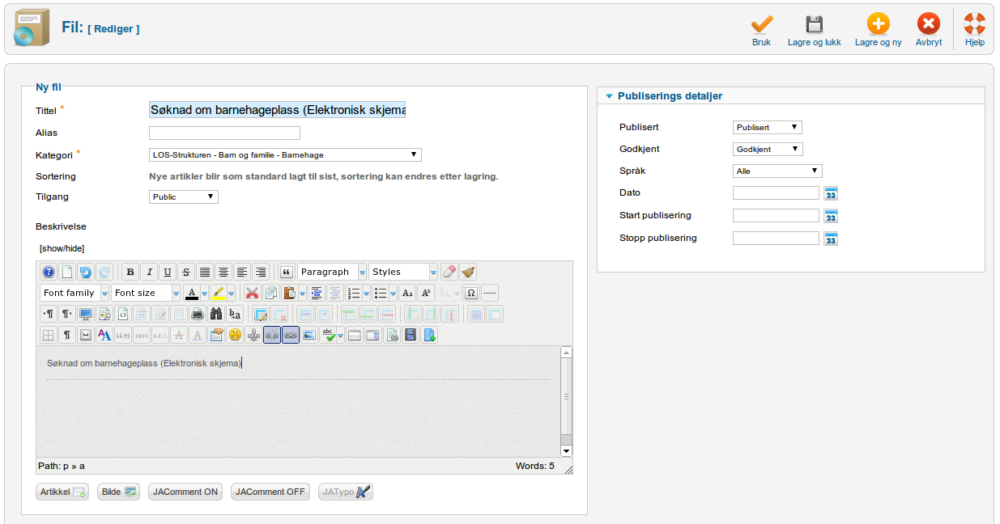 Fil: [ Rediger ]
Bruk
Lagre og lukk
Lagre og ny
Avbryt
Hjelp
Ny fil
Tittel *
Søknad om barnehageplass (Elektronisk skjema
Alias
Kategori *
LOS-Strukturen - Barn og familie - Barnehage
Sortering
Nye artikler blir som standard lagt til sist, sortering kan endres etter lagring.
Tilgang
Public
Beskrivelse
[show/hide]
Paragraph
Styles
Font family
Font size
Søknad om barnehageplass (Elektronisk skjema)
Path: p » a
Words: 5
Artikkel
Bilde
JAComment ON
JAComment OFF
JATypo
Publiserings detaljer
Publisert
Publisert
Godkjent
Godkjent
Språk
Alle
Dato
23
Start publisering
23
Stopp publisering
23